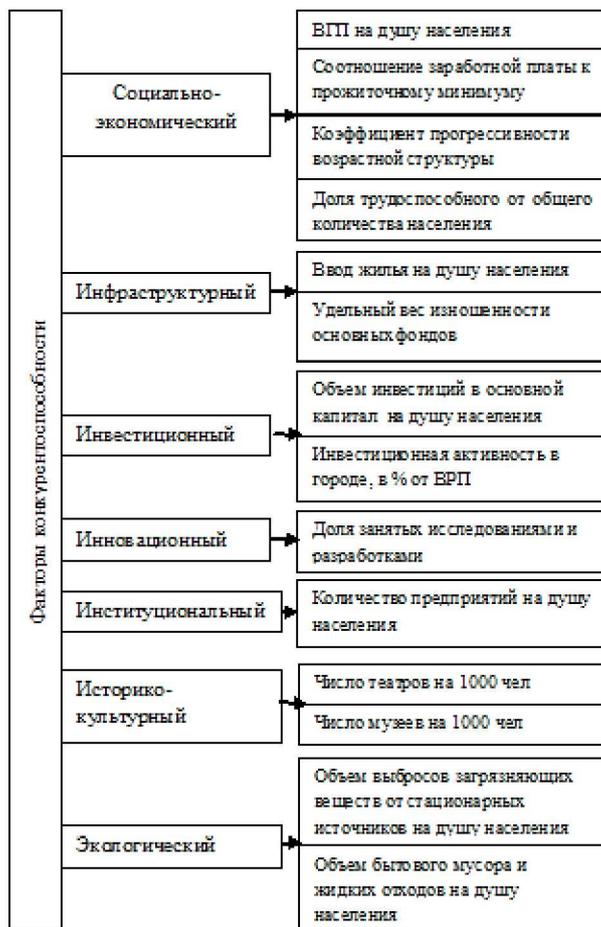 Факторы конкурентоспособности
Социально-
экономический
ВГП на душу населения
Соотношение заработной платы к
прожиточному минимуму
Коэффициент прогрессивности
возрастной структуры
Доля трудоспособного от общего
количества населения
Инфраструктурный
Ввод жилья на душу населения
Удельный вес изношенности
основных фондов
Инвестиционный
Объем инвестиций в основной
капитал на душу населения
Инвестиционная активность в
городе, в % от ВРП
Инновационный
Доля занятых исследованиями и
разработками
Институциональный
Количество предприятий на душу
населения
Историко-
культурный
Число театров на 1000 чел
Число музеев на 1000 чел
Экологический
Объем выбросов загрязняющих
веществ от стационарных
источников на душу населения
Объем бытового мусора и
жидких отходов на душу
населения